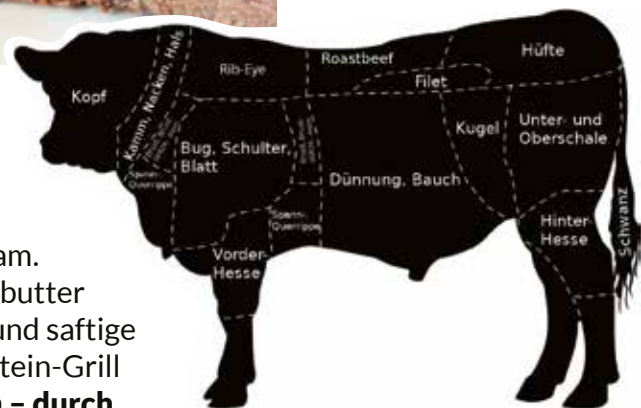 Kopf
Kamm, Nacken, Hals
Rib-Eye
Roastbeef
Filet
Hüfte
Bug, Schulter,
Blatt
Dünnung, Bauch
Kugel
Unter- und
Oberschale
Spann-
Querrippe
Spann-
Querrippe
Vorder-
Hesse
Hinter-
Hesse
Schwanz
am.
butter
und saftige
tein-Grill
– durch